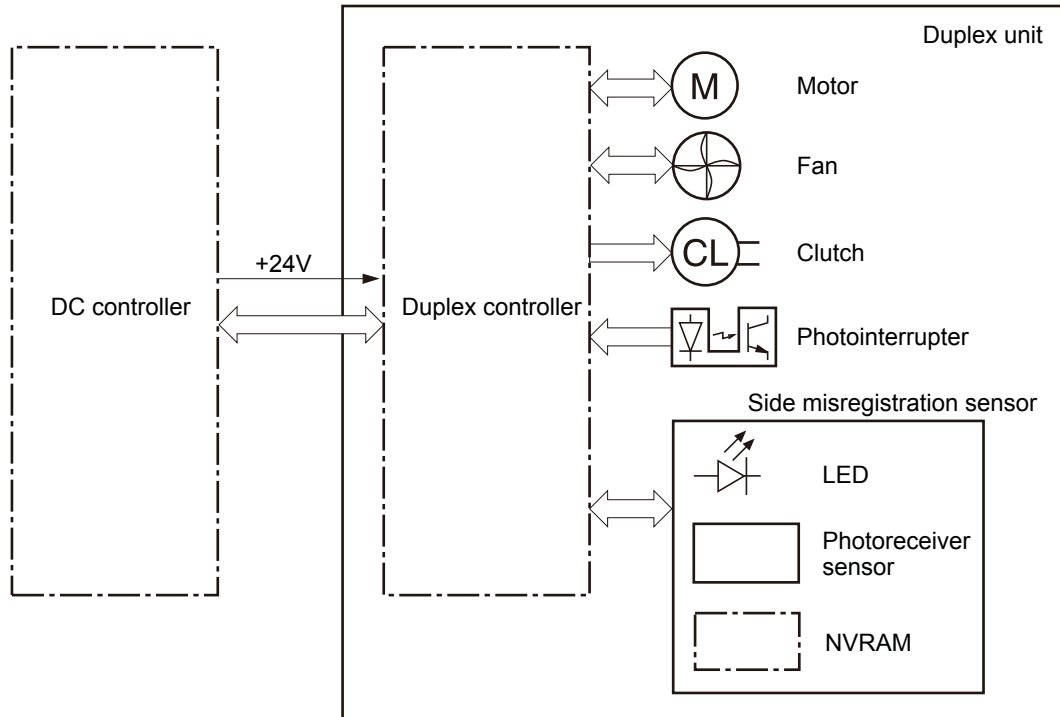 Duplex unit
M
Motor
Fan
CL
Clutch
+24V
DC controller
Duplex controller
Photointerrupter
Side misregistration sensor
LED
Photoreceiver
sensor
NVRAM